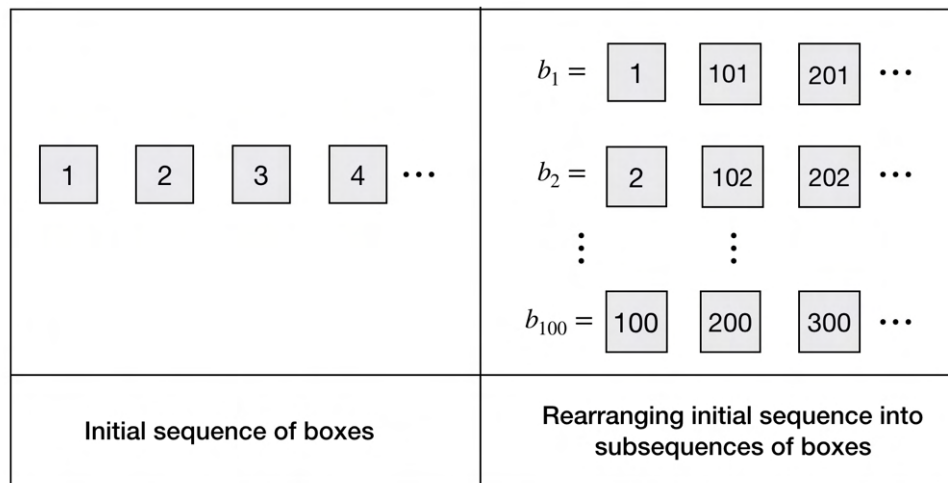 1 2 3 4 ⋯
b₁ = 1 101 201 ⋯
b₂ = 2 102 202 ⋯
⋮ ⋮
b₁₀₀ = 100 200 300 ⋯
Initial sequence of boxes
Rearranging initial sequence into
subsequences of boxes